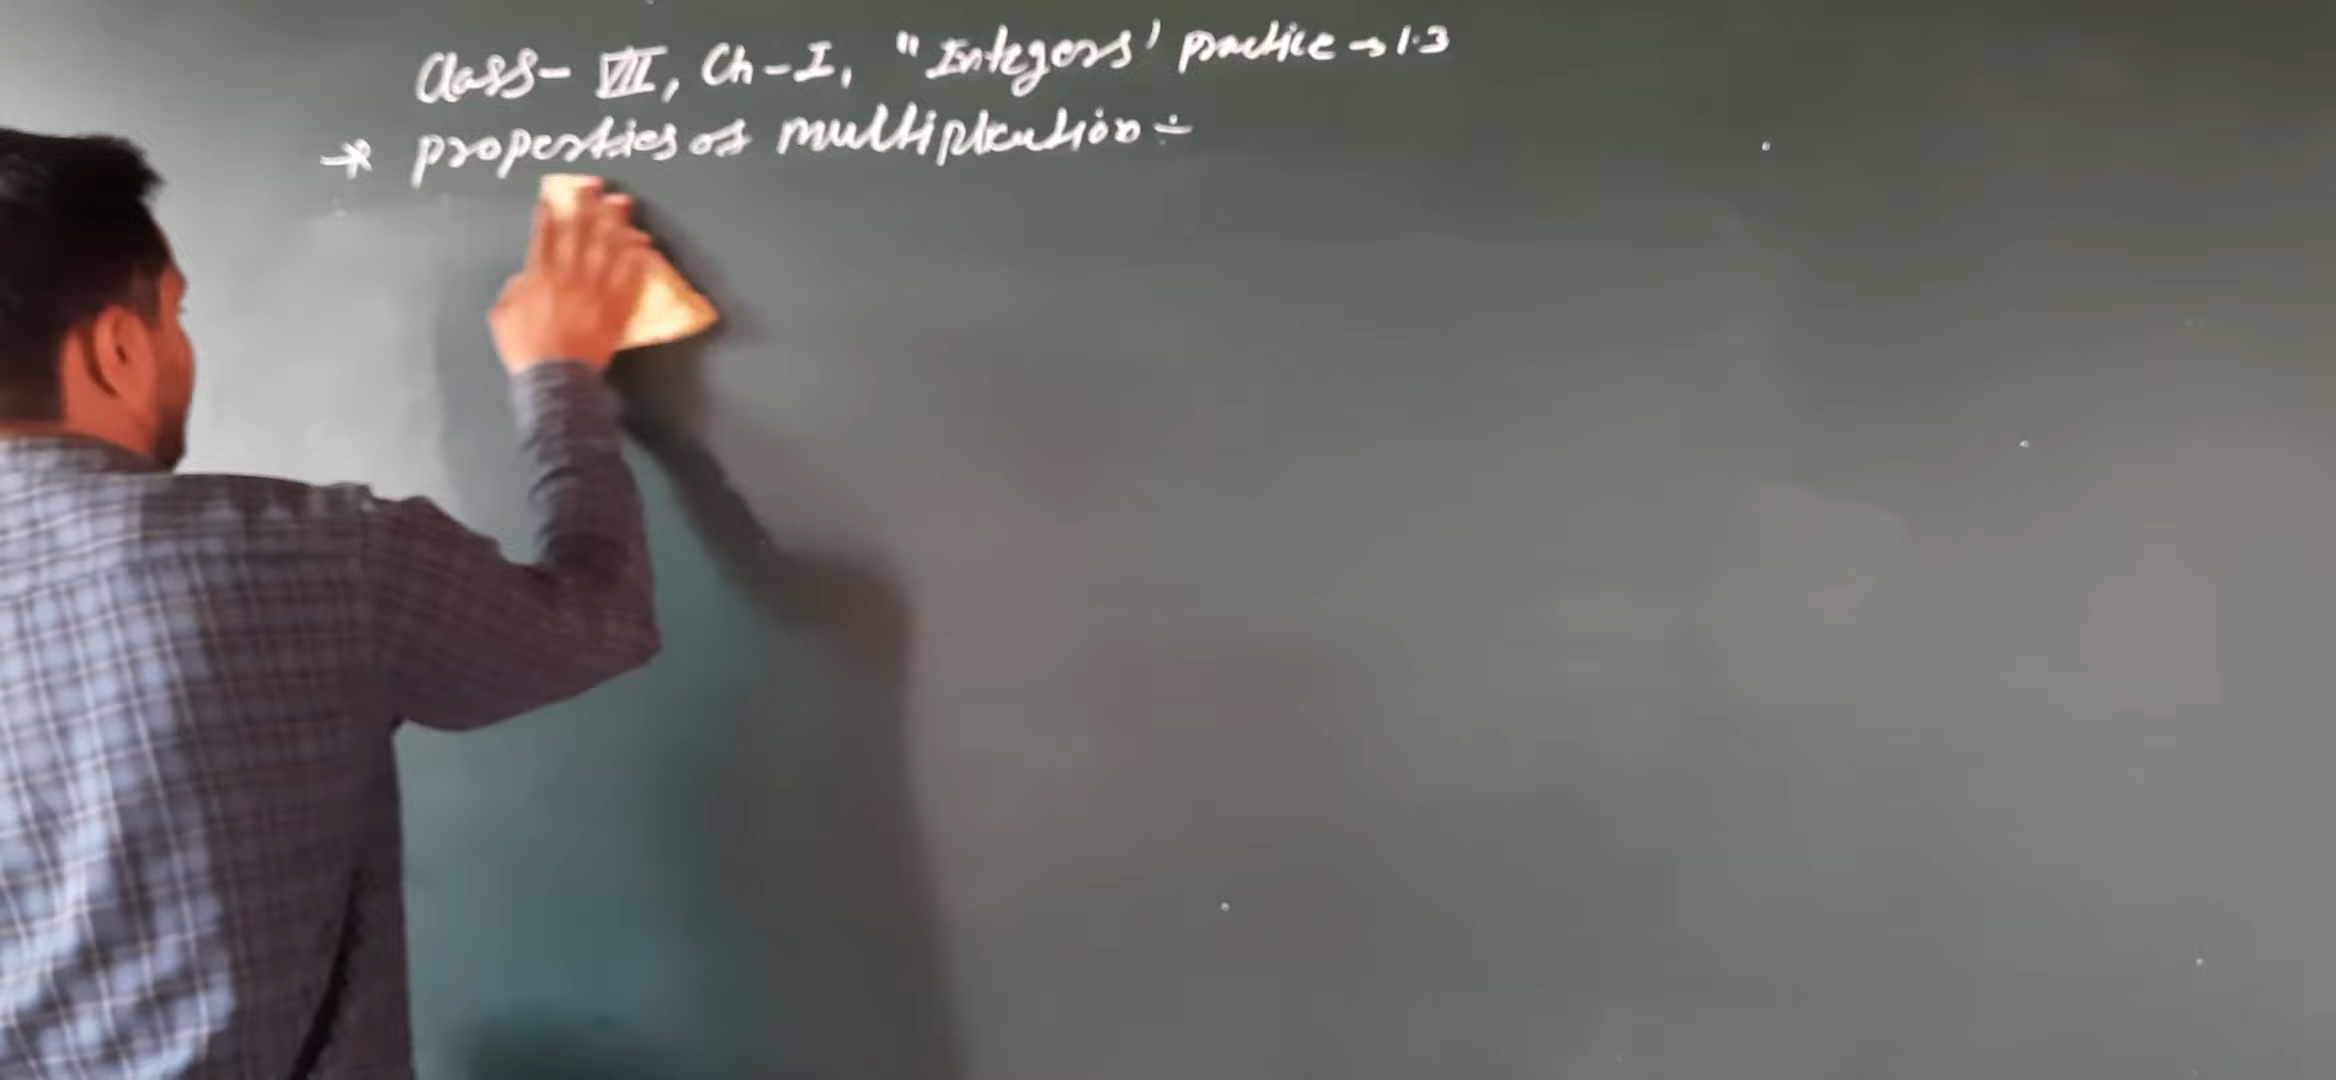 Class- VII, Ch-I, "Integers' practice → 1.3
→ properties of multiplication ÷